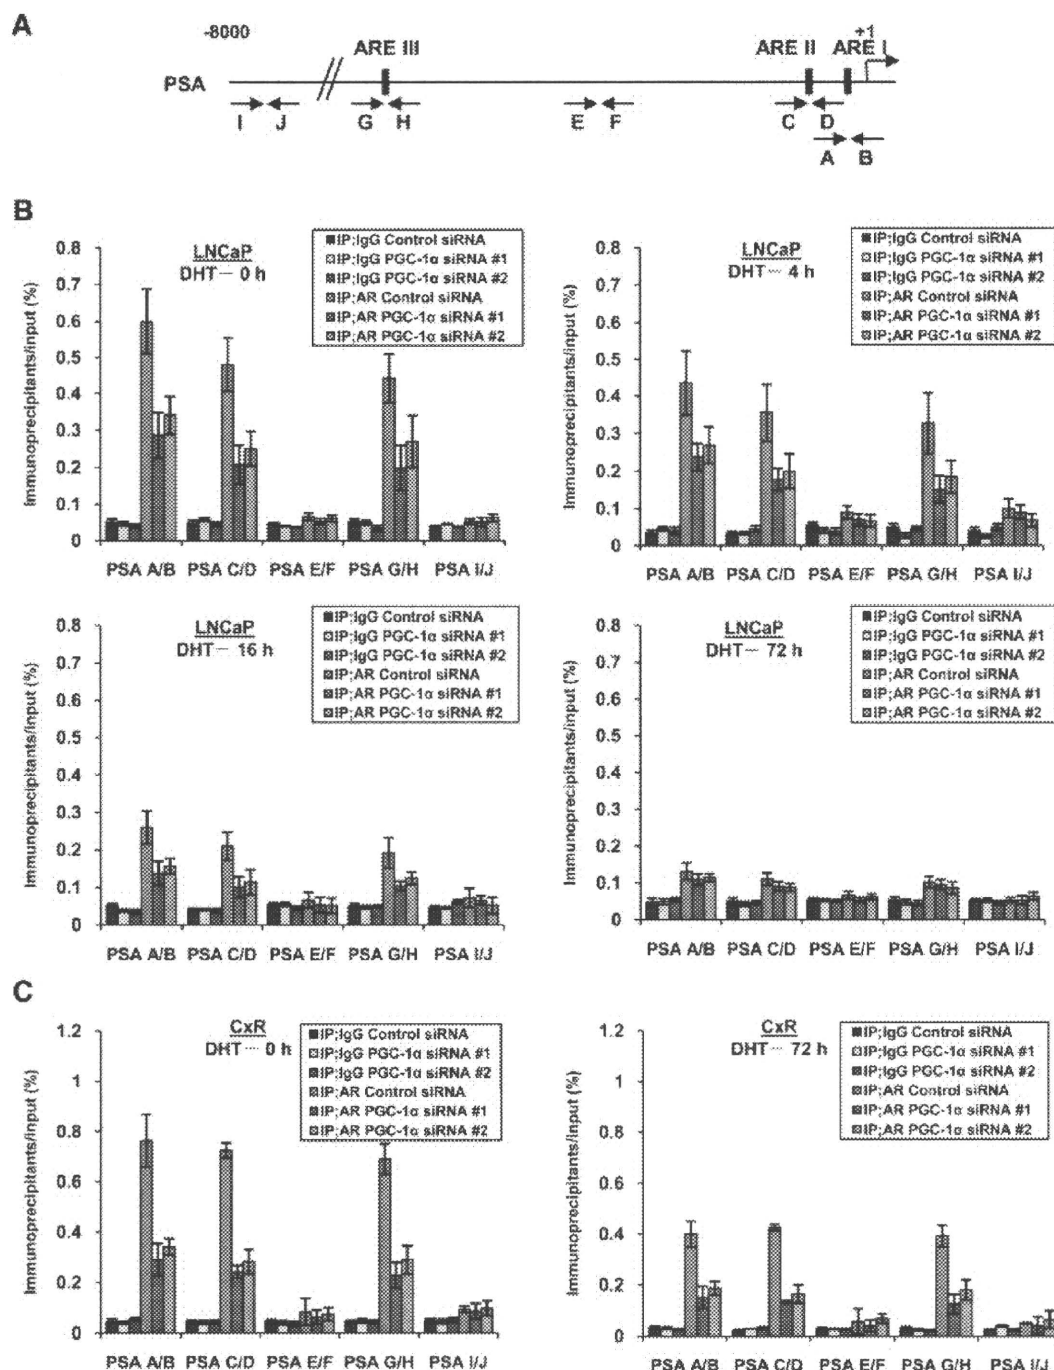 A
-8000
+1
ARE III
ARE II
ARE I
PSA
I J G H E F C D
A B
B
LNCaP
DHT— 0 h
IP;IgG Control siRNA
IP;IgG PGC-1α siRNA #1
IP;IgG PGC-1α siRNA #2
IP;AR Control siRNA
IP;AR PGC-1α siRNA #1
IP;AR PGC-1α siRNA #2
Immunoprecipitants/input (%)
0.8
0.7
0.6
0.5
0.4
0.3
0.2
0.1
0
PSA A/B PSA C/D PSA E/F PSA G/H PSA I/J
LNCaP
DHT— 4 h
IP;IgG Control siRNA
IP;IgG PGC-1α siRNA #1
IP;IgG PGC-1α siRNA #2
IP;AR Control siRNA
IP;AR PGC-1α siRNA #1
IP;AR PGC-1α siRNA #2
Immunoprecipitants/input (%)
0.8
0.7
0.6
0.5
0.4
0.3
0.2
0.1
0
PSA A/B PSA C/D PSA E/F PSA G/H PSA I/J
LNCaP
DHT— 16 h
IP;IgG Control siRNA
IP;IgG PGC-1α siRNA #1
IP;IgG PGC-1α siRNA #2
IP;AR Control siRNA
IP;AR PGC-1α siRNA #1
IP;AR PGC-1α siRNA #2
Immunoprecipitants/input (%)
0.8
0.7
0.6
0.5
0.4
0.3
0.2
0.1
0
PSA A/B PSA C/D PSA E/F PSA G/H PSA I/J
LNCaP
DHT— 72 h
IP;IgG Control siRNA
IP;IgG PGC-1α siRNA #1
IP;IgG PGC-1α siRNA #2
IP;AR Control siRNA
IP;AR PGC-1α siRNA #1
IP;AR PGC-1α siRNA #2
Immunoprecipitants/input (%)
0.8
0.7
0.6
0.5
0.4
0.3
0.2
0.1
0
PSA A/B PSA C/D PSA E/F PSA G/H PSA I/J
C
CxR
DHT— 0 h
IP;IgG Control siRNA
IP;IgG PGC-1α siRNA #1
IP;IgG PGC-1α siRNA #2
IP;AR Control siRNA
IP;AR PGC-1α siRNA #1
IP;AR PGC-1α siRNA #2
Immunoprecipitants/input (%)
1.2
1
0.8
0.6
0.4
0.2
0
PSA A/B PSA C/D PSA E/F PSA G/H PSA I/J
CxR
DHT— 72 h
IP;IgG Control siRNA
IP;IgG PGC-1α siRNA #1
IP;IgG PGC-1α siRNA #2
IP;AR Control siRNA
IP;AR PGC-1α siRNA #1
IP;AR PGC-1α siRNA #2
Immunoprecipitants/input (%)
1.2
1
0.8
0.6
0.4
0.2
0
PSA A/B PSA C/D PSA E/F PSA G/H PSA I/J